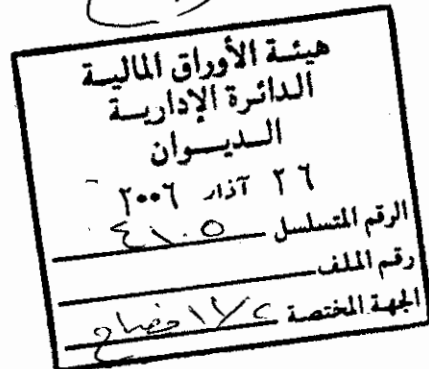 هيئة الأوراق المالية
الدائرة الإدارية
الديوان
٢٦ آذار ٢٠٠٦
الرقم المتسلسل ٤١٠٥
رقم الملف
الجهة المختصة